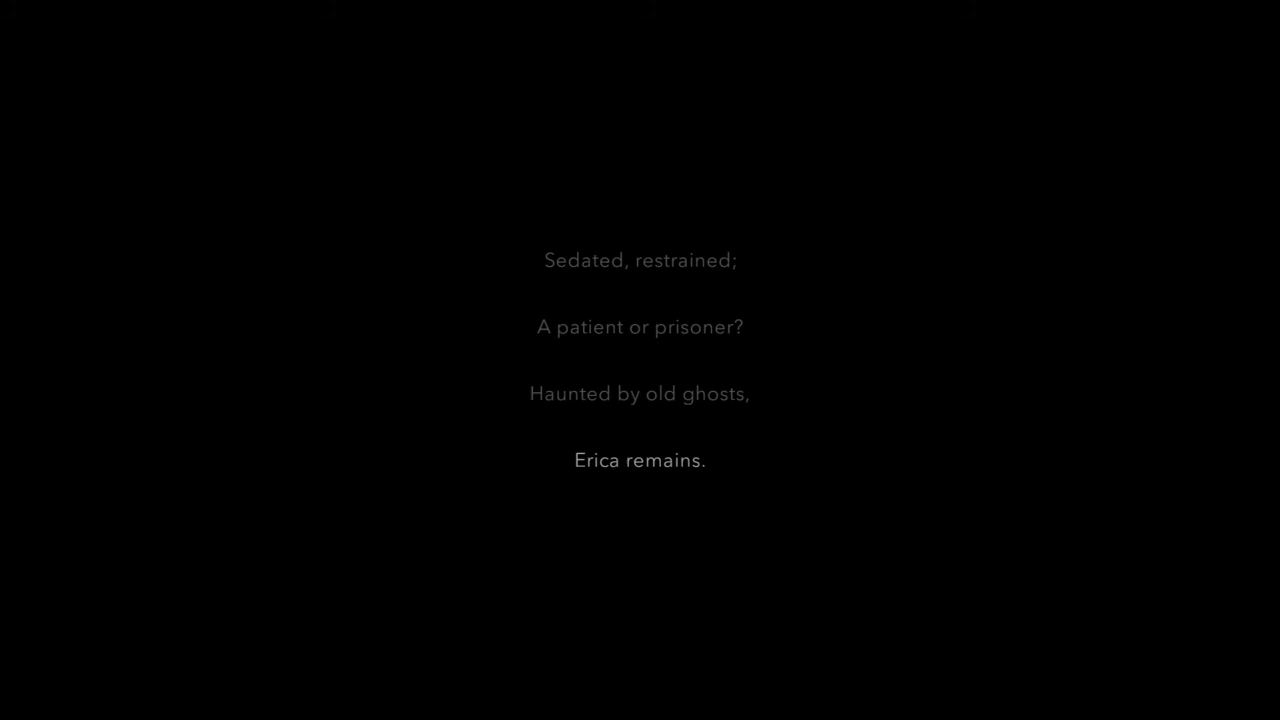 Sedated, restrained;
A patient or prisoner?
Haunted by old ghosts,
Erica remains.